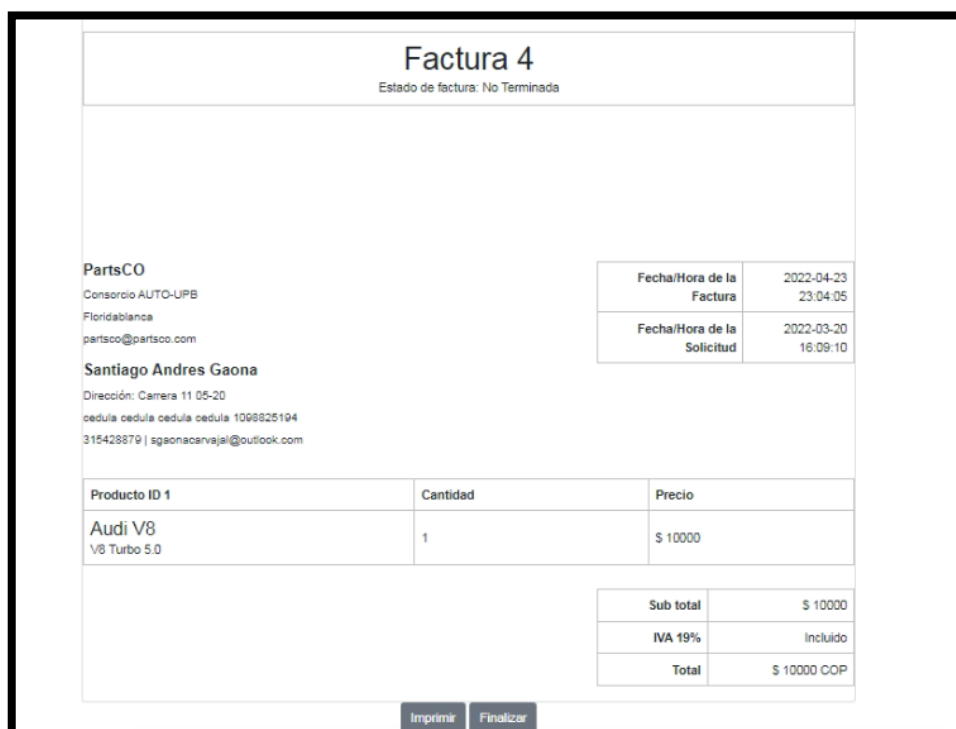 Factura 4
Estado de factura: No Terminada
PartsCO
Consorcio AUTO-UPB
Floridablanca
partsco@partsco.com
Fecha/Hora de la Factura
2022-04-23 23:04:05
Fecha/Hora de la Solicitud
2022-03-20 16:09:10
Santiago Andres Gaona
Dirección: Carrera 11 05-20
cedula cedula cedula cedula 1098825194
315428879 | sgaonacarvajal@outlook.com
Producto ID 1 Cantidad Precio
Audi V8
V8 Turbo 5.0
1 $ 10000
Sub total $ 10000
IVA 19% Incluido
Total $ 10000 COP
Imprimir Finalizar